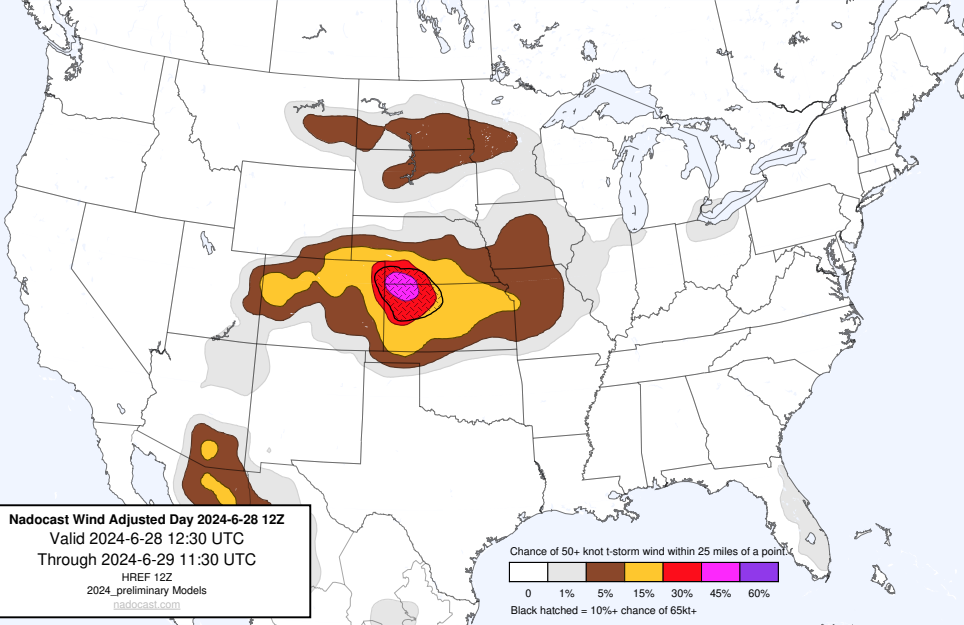 Nadocast Wind Adjusted Day 2024-6-28 12Z
Valid 2024-6-28 12:30 UTC
Through 2024-6-29 11:30 UTC
HREF 12Z
2024_preliminary Models
nadocast.com
Chance of 50+ knot t-storm wind within 25 miles of a point.
0 1% 5% 15% 30% 45% 60%
Black hatched = 10%+ chance of 65kt+